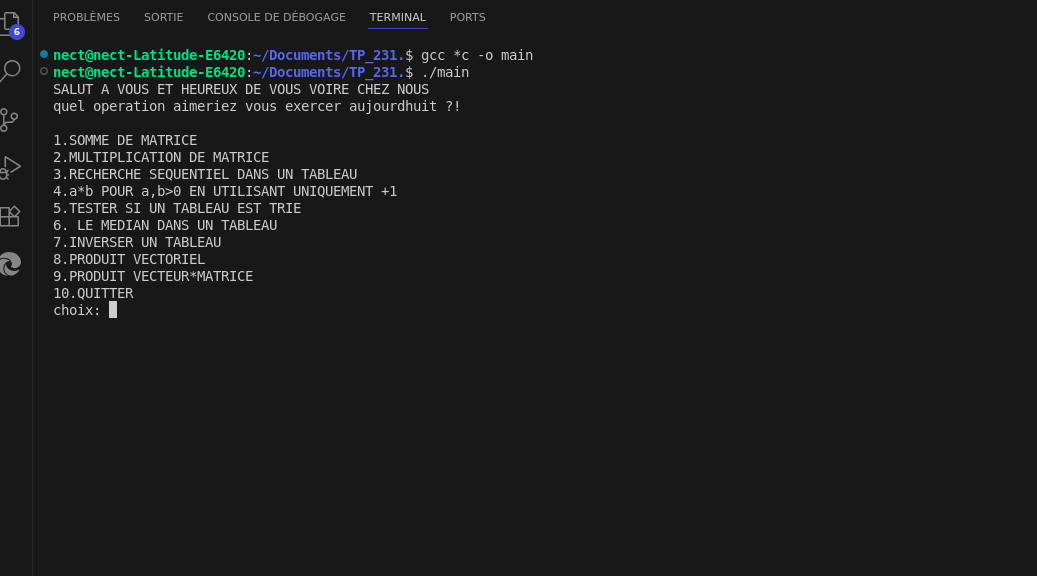 PROBLÈMES SORTIE CONSOLE DE DÉBOGAGE TERMINAL PORTS
6
nect@nect-Latitude-E6420:~/Documents/TP_231.$ gcc *c -o main
nect@nect-Latitude-E6420:~/Documents/TP_231.$ ./main
SALUT A VOUS ET HEUREUX DE VOUS VOIRE CHEZ NOUS
quel operation aimeriez vous exercer aujourdhuit ?!
1.SOMME DE MATRICE
2.MULTIPLICATION DE MATRICE
3.RECHERCHE SEQUENTIEL DANS UN TABLEAU
4.a*b POUR a,b>0 EN UTILISANT UNIQUEMENT +1
5.TESTER SI UN TABLEAU EST TRIE
6. LE MEDIAN DANS UN TABLEAU
7.INVERSER UN TABLEAU
8.PRODUIT VECTORIEL
9.PRODUIT VECTEUR*MATRICE
10.QUITTER
choix: